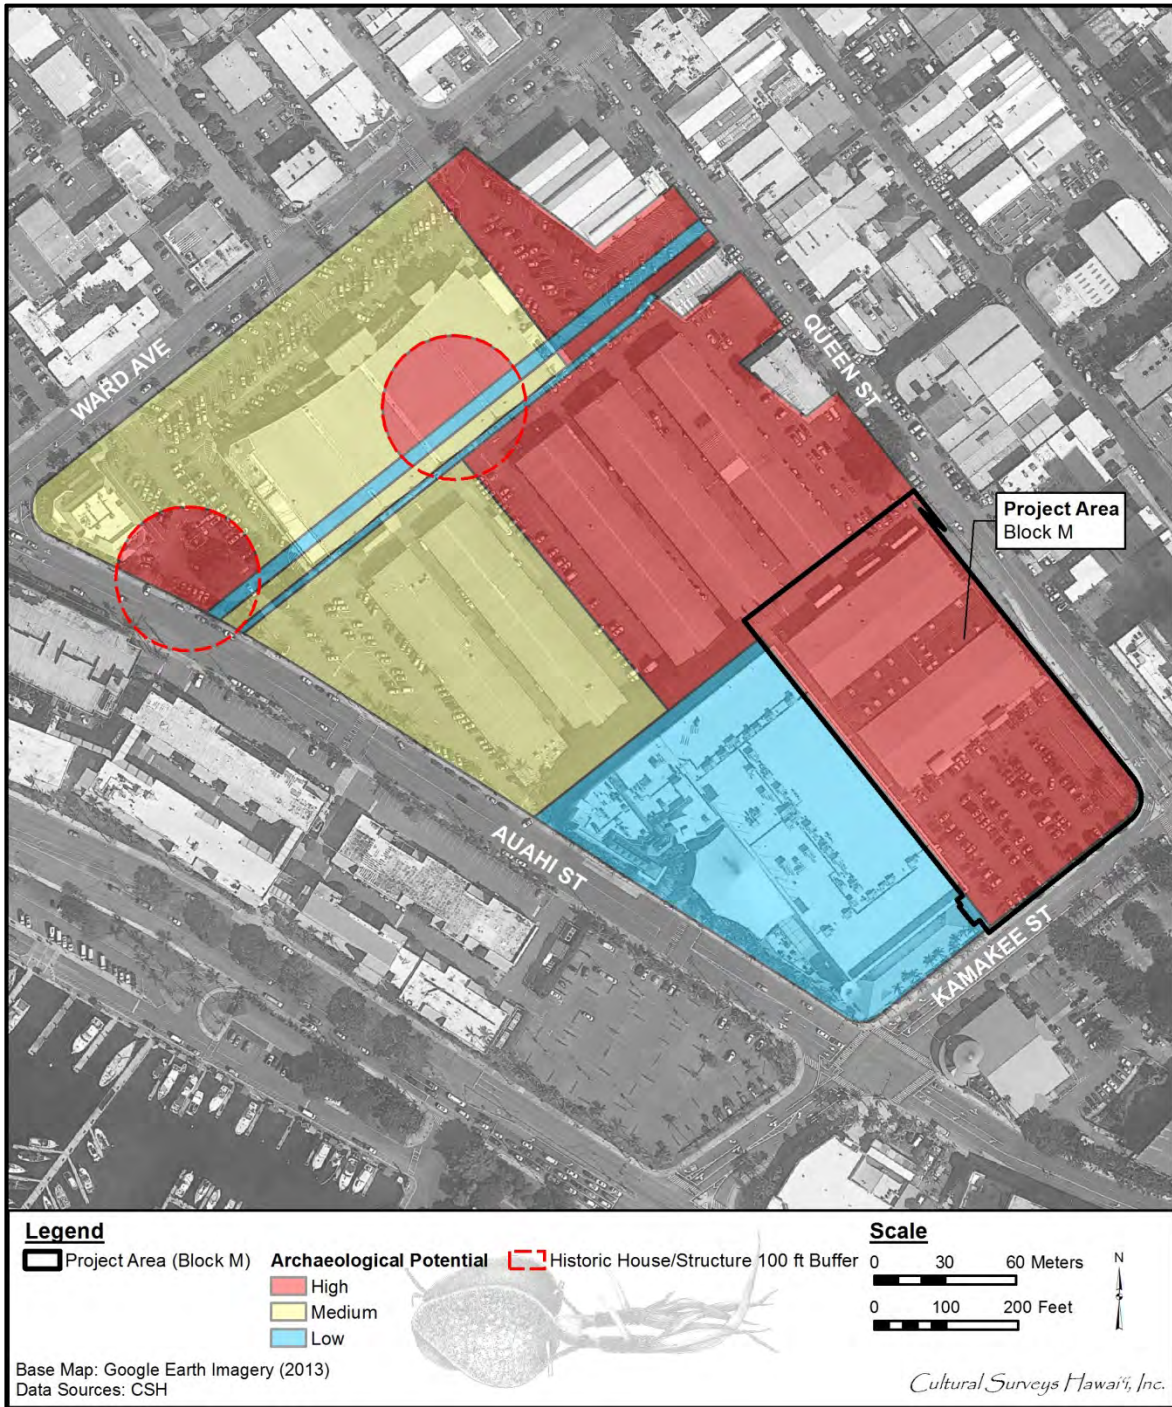 WARD AVE
QUEEN ST
Project Area
Block M
AUAHI ST
KAMAKEE ST
Legend
Project Area (Block M)
Archaeological Potential
High
Medium
Low
Historic House/Structure 100 ft Buffer
Scale
0 30 60 Meters
0 100 200 Feet
N
Base Map: Google Earth Imagery (2013)
Data Sources: CSH
Cultural Surveys Hawai'i, Inc.